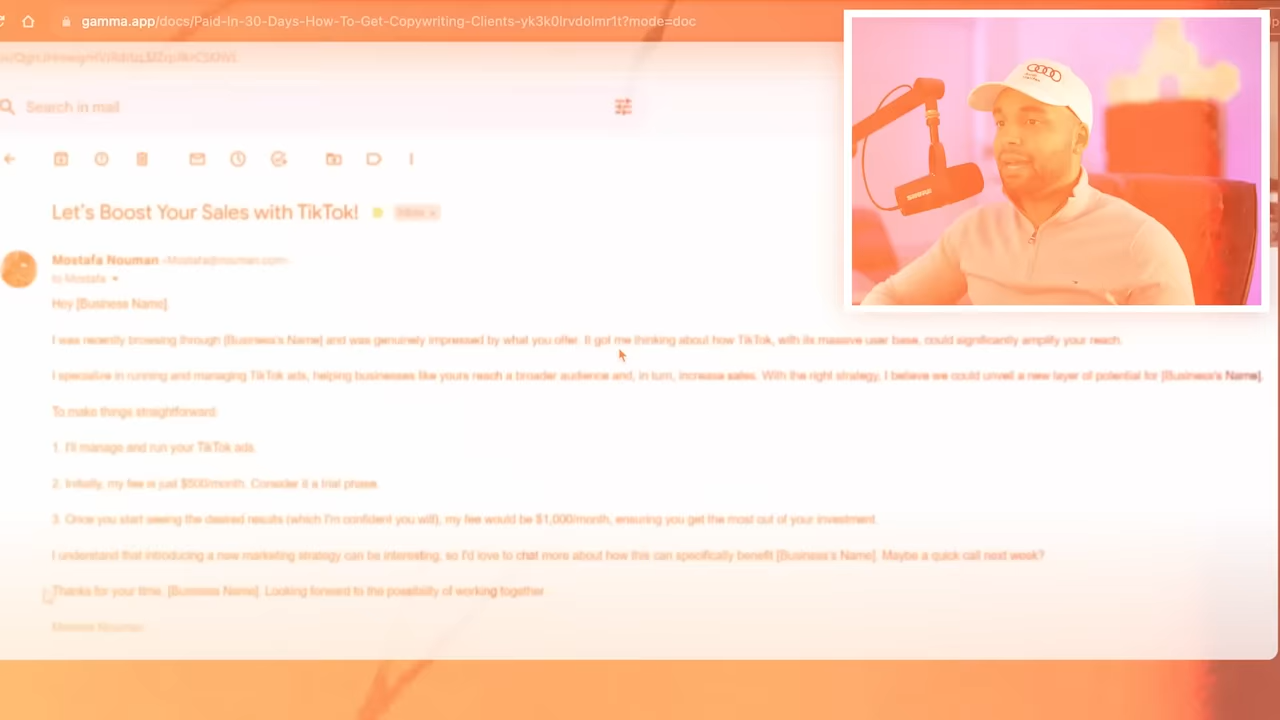 gamma.app/docs/Paid-In-30-Days-How-To-Get-Copywriting-Clients-yk3k0lrvdolmr1t?mode=doc
Search in mail
Let's Boost Your Sales with TikTok!
Inbox ×
Mostafa Nouman <Mostafa@nouman.com>
to Mostafa
Hey [Business Name].
I was recently browsing through [Business's Name] and was genuinely impressed by what you offer. It got me thinking about how TikTok, with its massive user base, could significantly amplify your reach.
I specialize in running and managing TikTok ads, helping businesses like yours reach a broader audience and, in turn, increase sales. With the right strategy, I believe we could unveil a new layer of potential for [Business's Name].
To make things straightforward:
1. I'll manage and run your TikTok ads.
2. Initially, my fee is just $500/month. Consider it a trial phase.
3. Once you start seeing the desired results (which I'm confident you will), my fee would be $1,000/month, ensuring you get the most out of your investment.
I understand that introducing a new marketing strategy can be interesting, so I'd love to chat more about how this can specifically benefit [Business's Name]. Maybe a quick call next week?
Thanks for your time, [Business Name]. Looking forward to the possibility of working together.
Mostafa Nouman
SHURE